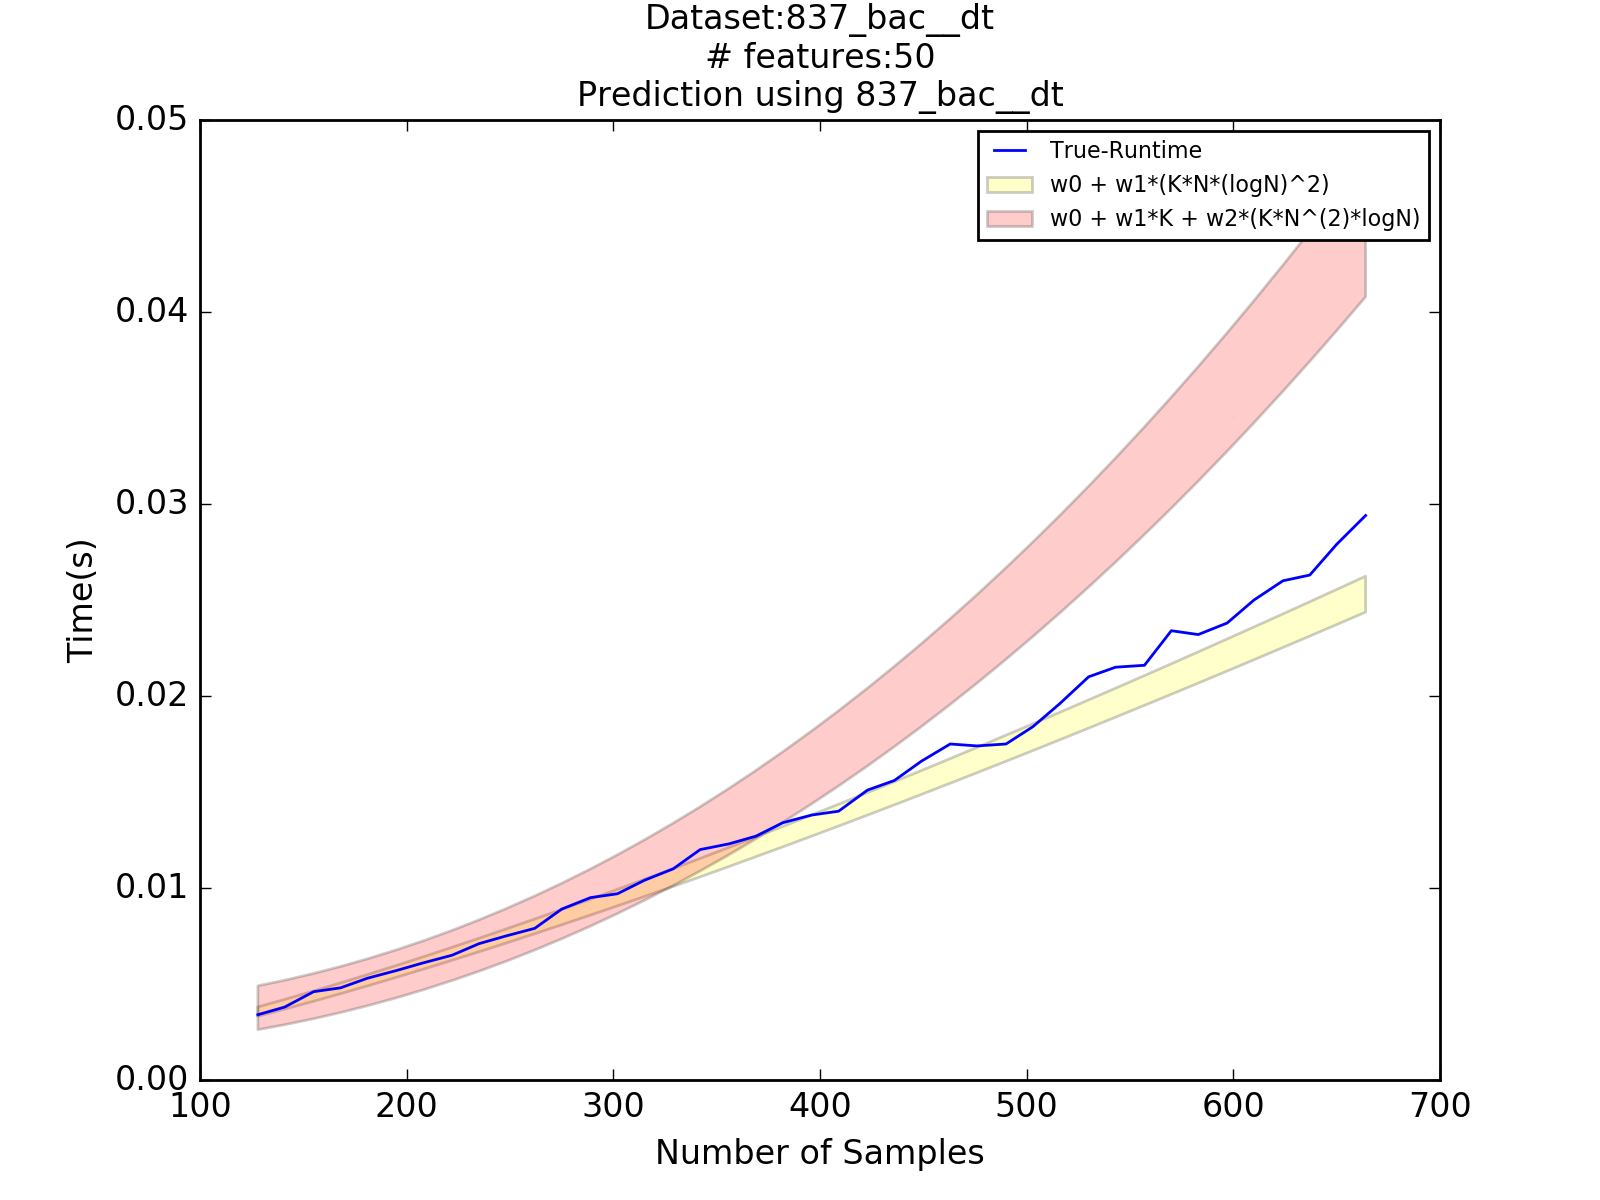 Dataset:837_bac__dt
# features:50
Prediction using 837_bac__dt
True-Runtime
w0 + w1*(K*N*(logN)^2)
w0 + w1*K + w2*(K*N^(2)*logN)
0.05
0.04
0.03
0.02
0.01
0.00
Time(s)
100 200 300 400 500 600 700
Number of Samples